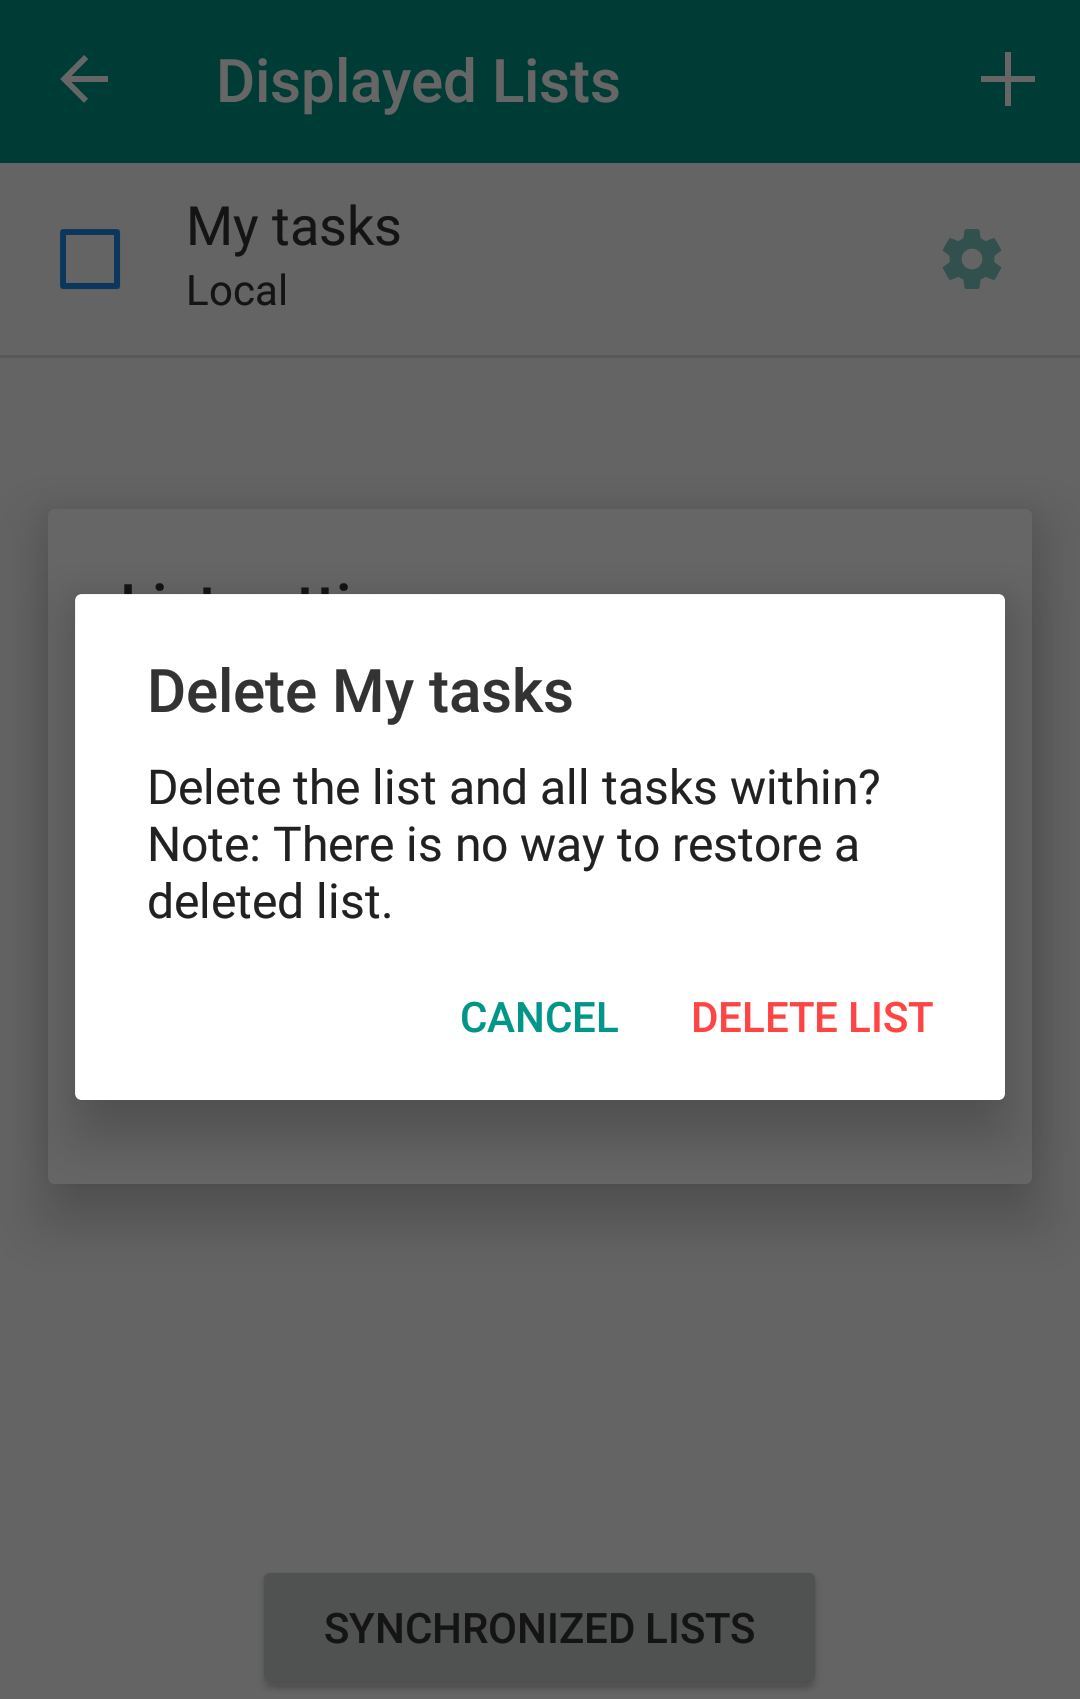 Displayed Lists
My tasks
Local
Delete My tasks
Delete the list and all tasks within?
Note: There is no way to restore a
deleted list.
CANCEL DELETE LIST
SYNCHRONIZED LISTS